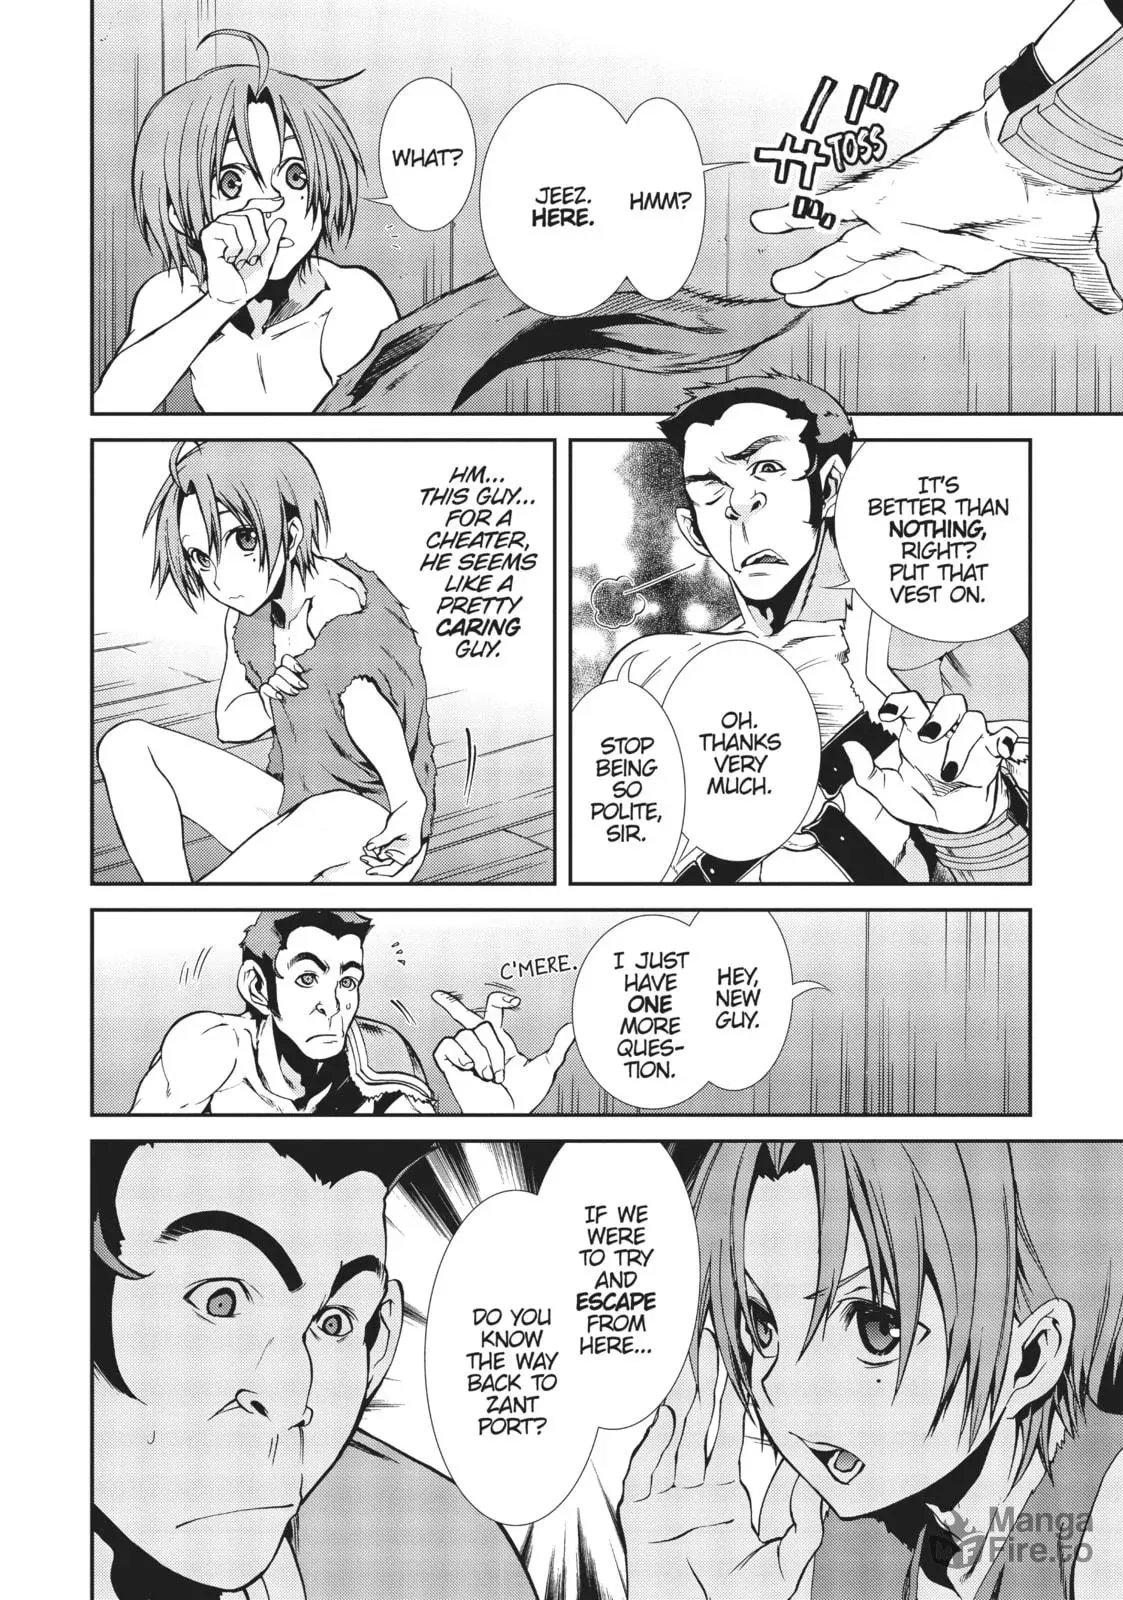 HMM?
JEEZ.
HERE.
WHAT?
ザッ
TOSS
IT'S
BETTER THAN
NOTHING,
RIGHT?
PUT THAT
VEST ON.
OH.
THANKS
VERY
MUCH.
STOP
BEING
SO
POLITE,
SIR.
HM...
THIS GUY...
FOR A
CHEATER,
HE SEEMS
LIKE A
PRETTY
CARING
GUY.
HEY,
NEW
GUY.
I JUST
HAVE
ONE
MORE
QUES-
TION.
C'MERE.
IF WE
WERE
TO TRY
AND
ESCAPE
FROM
HERE...
DO YOU
KNOW
THE WAY
BACK TO
ZANT
PORT?
Manga
Fire.to